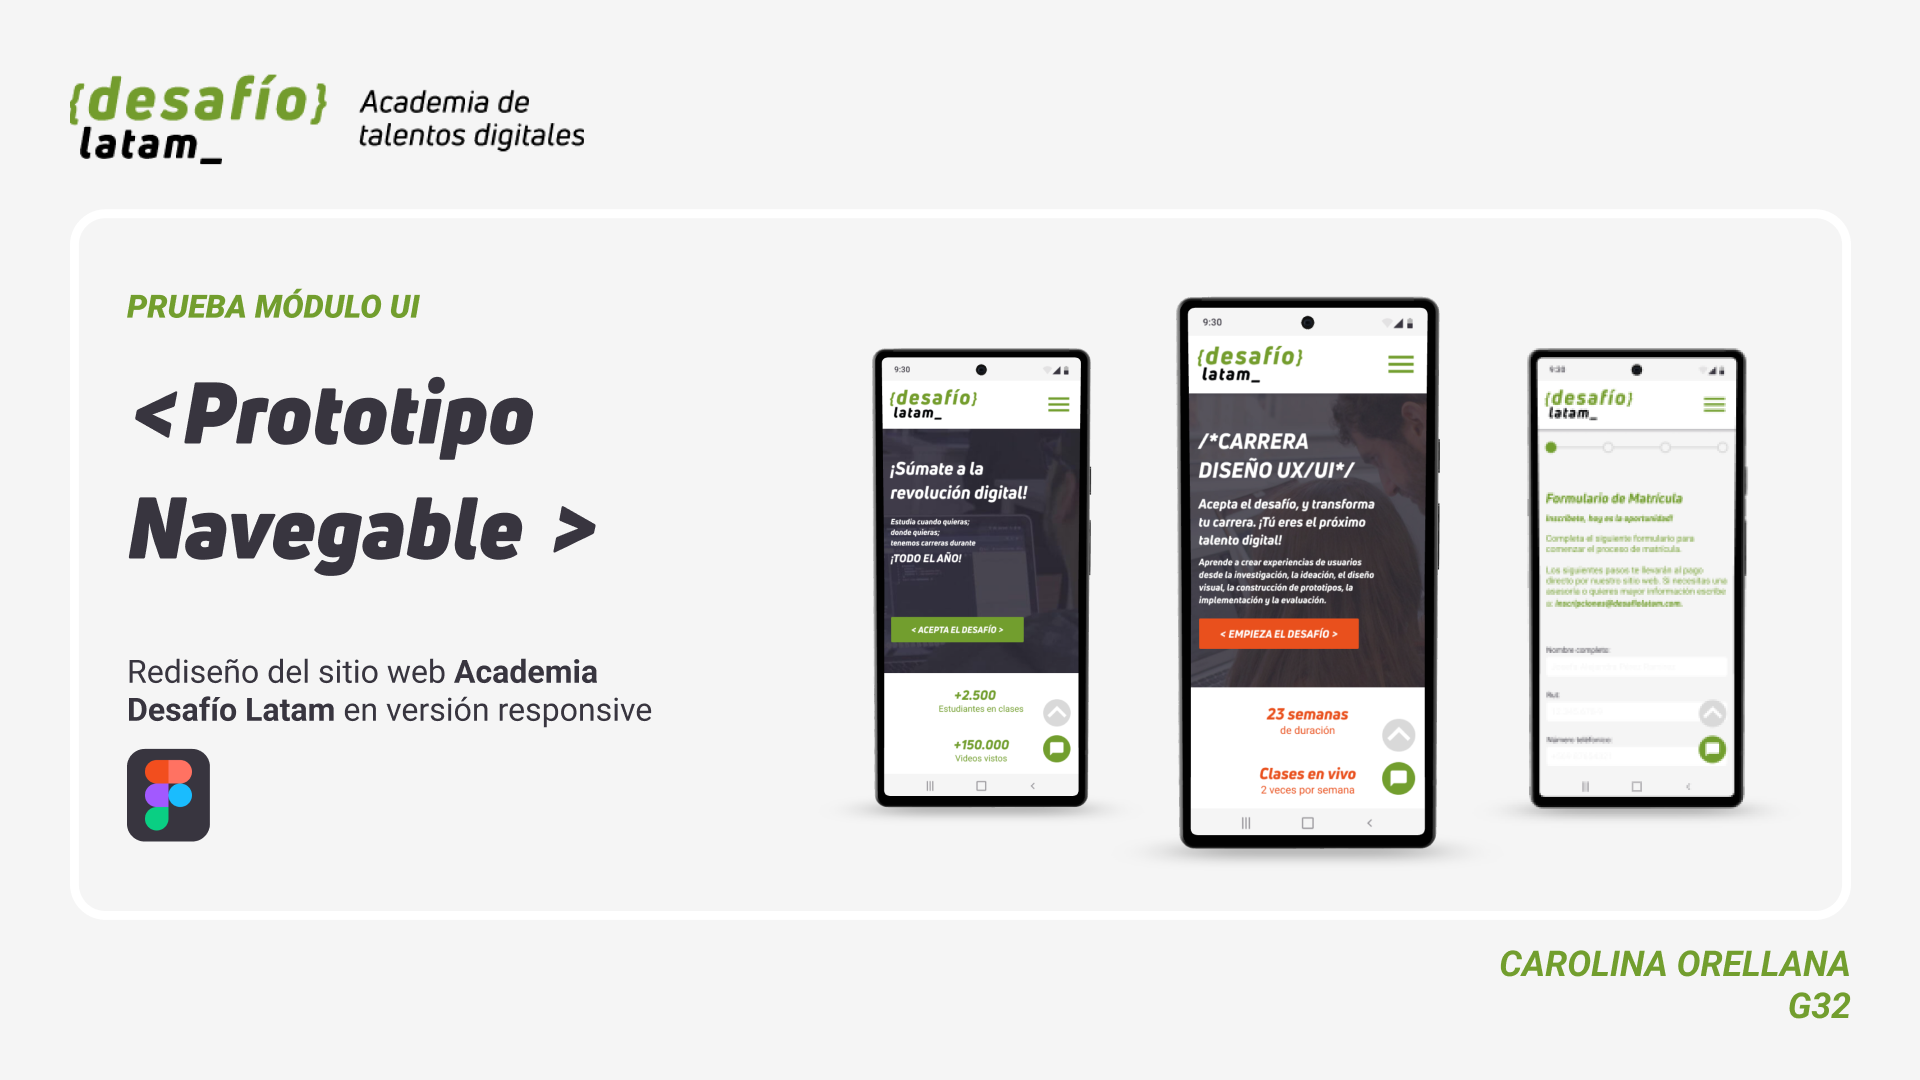 {desafío}
latam_
Academia de
talentos digitales
PRUEBA MÓDULO UI
<Prototipo
Navegable >
Rediseño del sitio web Academia
Desafío Latam en versión responsive
9:30
{desafío}
latam_
¡Súmate a la
revolución digital!
Estudia cuando quieras;
donde quieras;
tenemos carreras durante
¡TODO EL AÑO!
< ACEPTA EL DESAFÍO >
+2.500
Estudiantes en clases
+150.000
Videos vistos
9:30
{desafío}
latam_
/*CARRERA
DISEÑO UX/UI*/
Acepta el desafío, y transforma
tu carrera. ¡Tú eres el próximo
talento digital!
Aprende a crear experiencias de usuarios
desde la investigación, la ideación, el diseño
visual, la construcción de prototipos, la
implementación y la evaluación.
< EMPIEZA EL DESAFÍO >
23 semanas
de duración
Clases en vivo
2 veces por semana
9:30
{desafío}
latam_
Formulario de Matrícula
Inscríbete, hoy es la oportunidad!
Completa el siguiente formulario para
comenzar el proceso de matrícula.
Los siguientes pasos te llevarán al pago
directo por nuestro sitio web. Si necesitas una
asesoría o quieres mayor información escribe
a: inscripciones@desafiolatam.com.
Nombre completo:
Rut:
Número teléfonico:
CAROLINA ORELLANA
G32